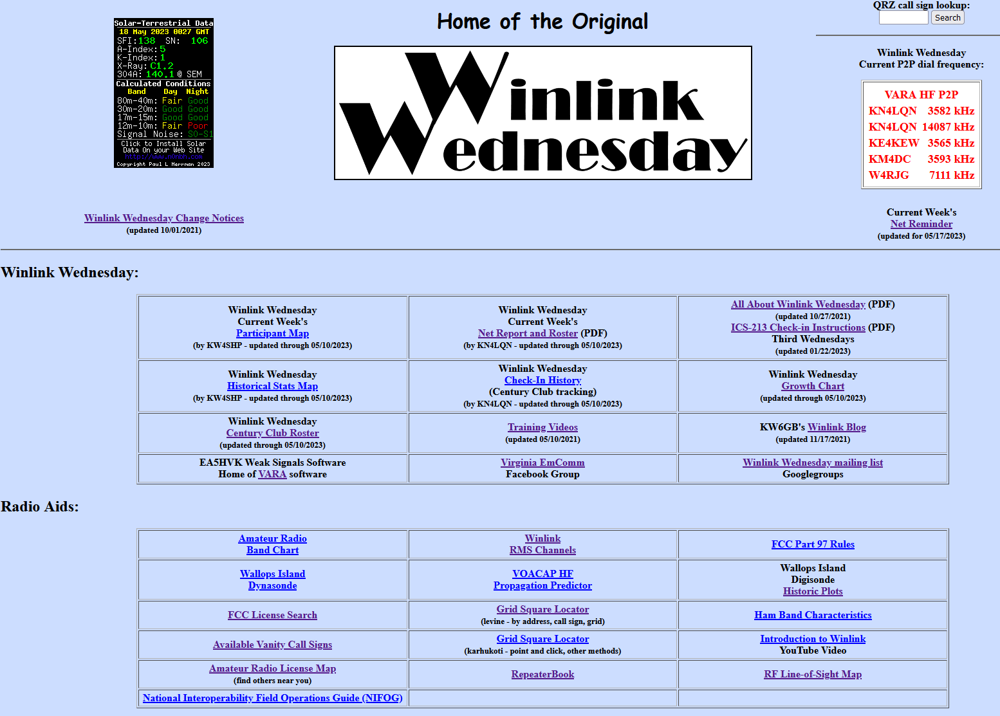 Solar-Terrestrial Data
18 May 2023 0027 GMT
SFI:138 SN: 106
A-Index:5
K-Index:1
X-Ray:C1.2
304A: 140.1 @ SEM
Calculated Conditions
Band Day Night
80m-40m: Fair Good
30m-20m: Good Good
17m-15m: Good Good
12m-10m: Fair Poor
Signal Noise: S0-S1
Click to Install Solar
Data On your Web Site
http://www.n0nbh.com
Copyright Paul L Herrman 2023
Home of the Original
Winlink
Wednesday
QRZ call sign lookup:
Search
Winlink Wednesday
Current P2P dial frequency:
VARA HF P2P
KN4LQN 3582 kHz
KN4LQN 14087 kHz
KE4KEW 3565 kHz
KM4DC 3593 kHz
W4RJG 7111 kHz
Winlink Wednesday Change Notices
(updated 10/01/2021)
Current Week's
Net Reminder
(updated for 05/17/2023)
Winlink Wednesday:
Winlink Wednesday
Current Week's
Participant Map
(by KW4SHP - updated through 05/10/2023)
Winlink Wednesday
Current Week's
Net Report and Roster (PDF)
(by KN4LQN - updated through 05/10/2023)
All About Winlink Wednesday (PDF)
(updated 10/27/2021)
ICS-213 Check-in Instructions (PDF)
Third Wednesdays
(updated 01/22/2023)
Winlink Wednesday
Historical Stats Map
(by KW4SHP - updated through 05/10/2023)
Winlink Wednesday
Check-In History
(Century Club tracking)
(by KN4LQN - updated through 05/10/2023)
Winlink Wednesday
Growth Chart
(updated through 05/10/2023)
Winlink Wednesday
Century Club Roster
(updated through 05/10/2023)
Training Videos
(updated 05/10/2021)
KW6GB's Winlink Blog
(updated 11/17/2021)
EA5HVK Weak Signals Software
Home of VARA software
Virginia EmComm
Facebook Group
Winlink Wednesday mailing list
Googlegroups
Radio Aids:
Amateur Radio
Band Chart
Winlink
RMS Channels
FCC Part 97 Rules
Wallops Island
Dynasonde
VOACAP HF
Propagation Predictor
Wallops Island
Digisonde
Historic Plots
FCC License Search
Grid Square Locator
(levine - by address, call sign, grid)
Ham Band Characteristics
Available Vanity Call Signs
Grid Square Locator
(karhukoti - point and click, other methods)
Introduction to Winlink
YouTube Video
Amateur Radio License Map
(find others near you)
RepeaterBook
RF Line-of-Sight Map
National Interoperability Field Operations Guide (NIFOG)